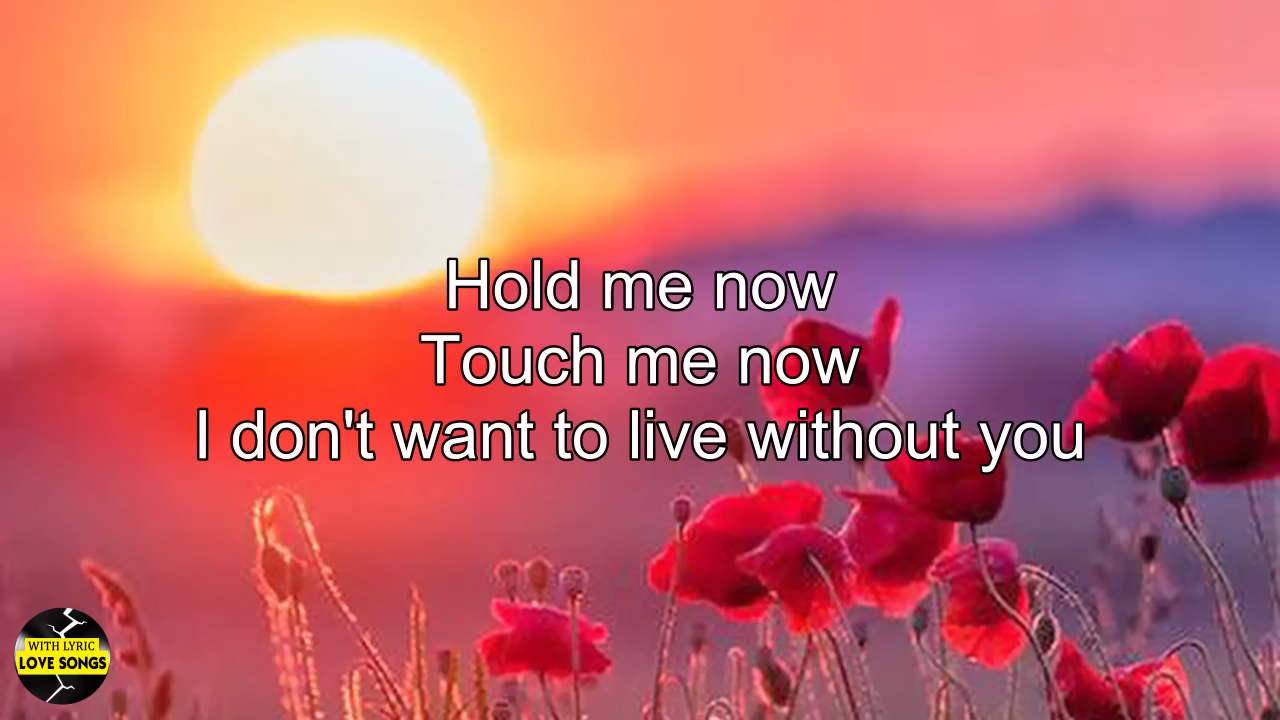 Hold me now
Touch me now
I don't want to live without you
WITH LYRIC
LOVE SONGS